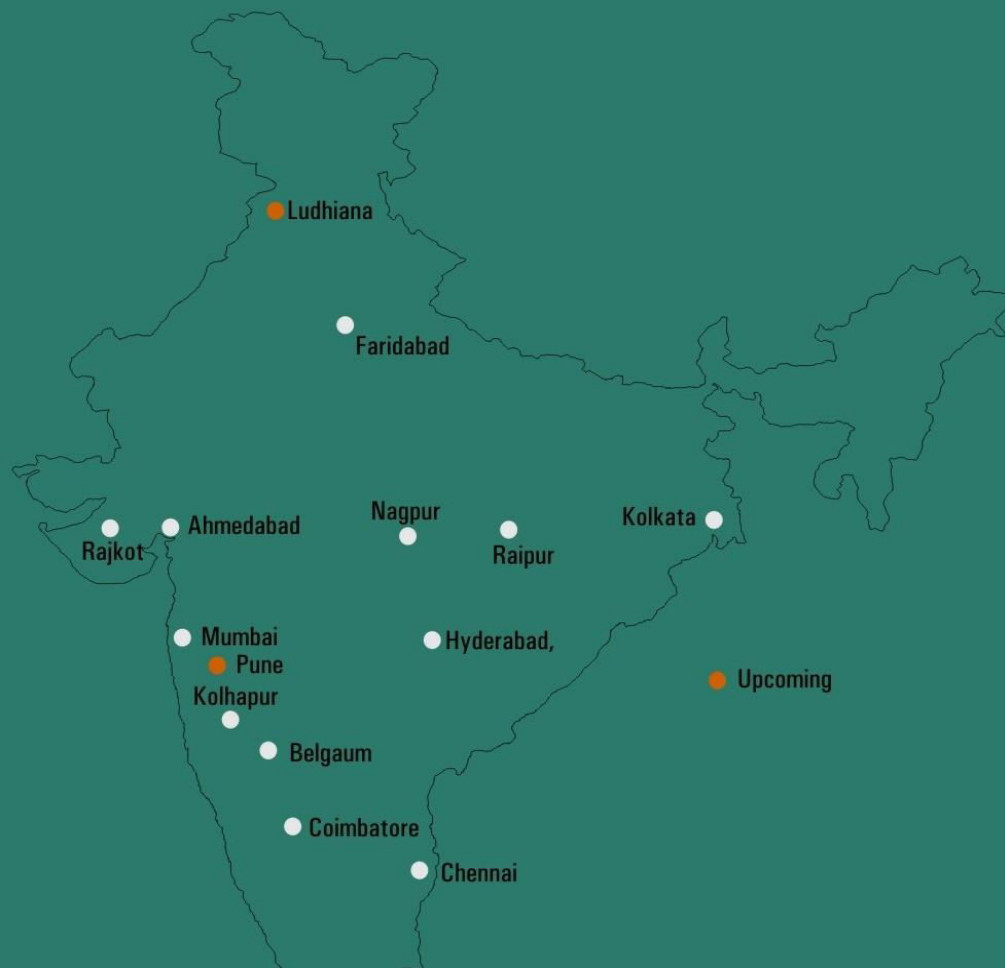 Ludhiana
Faridabad
Nagpur
Kolkata
Ahmedabad
Rajkot
Raipur
Mumbai
Hyderabad,
Pune
Upcoming
Kolhapur
Belgaum
Coimbatore
Chennai